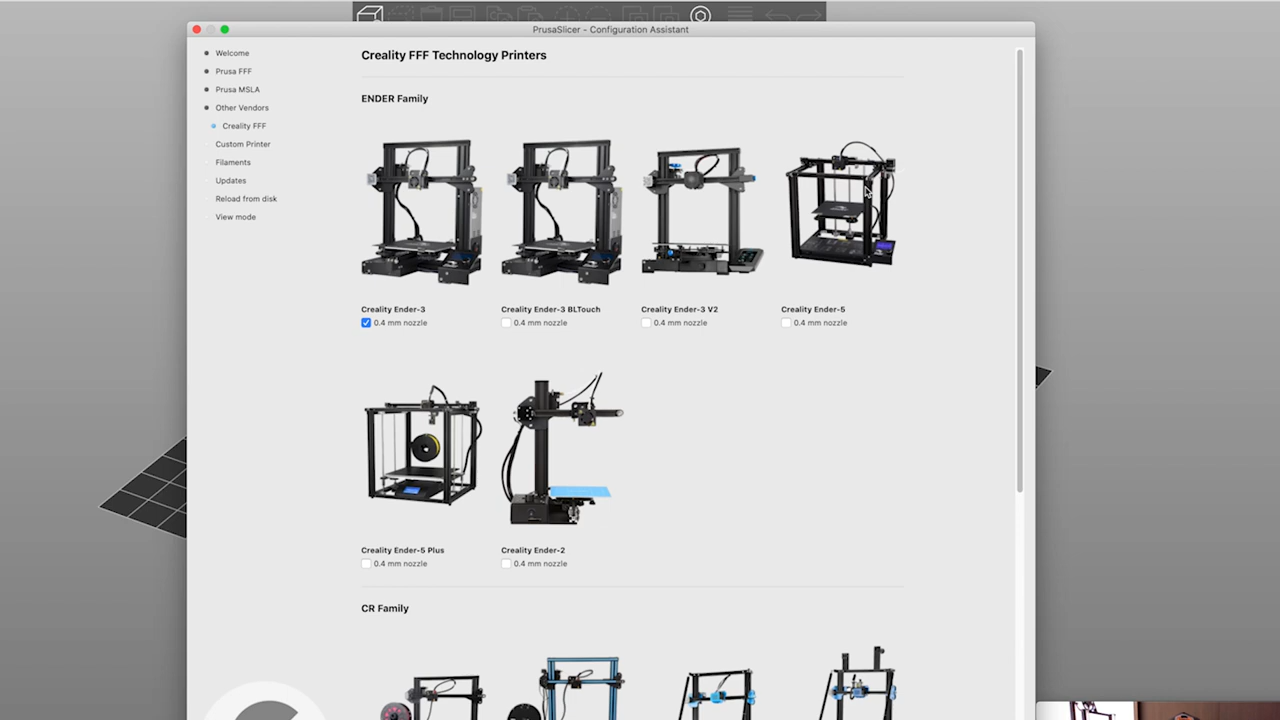 PrusaSlicer - Configuration Assistant
Welcome
Prusa FFF
Prusa MSLA
Other Vendors
Creality FFF
Custom Printer
Filaments
Updates
Reload from disk
View mode
Creality FFF Technology Printers
ENDER Family
Creality Ender-3
0.4 mm nozzle
Creality Ender-3 BLTouch
0.4 mm nozzle
Creality Ender-3 V2
0.4 mm nozzle
Creality Ender-5
0.4 mm nozzle
Creality Ender-5 Plus
0.4 mm nozzle
Creality Ender-2
0.4 mm nozzle
CR Family